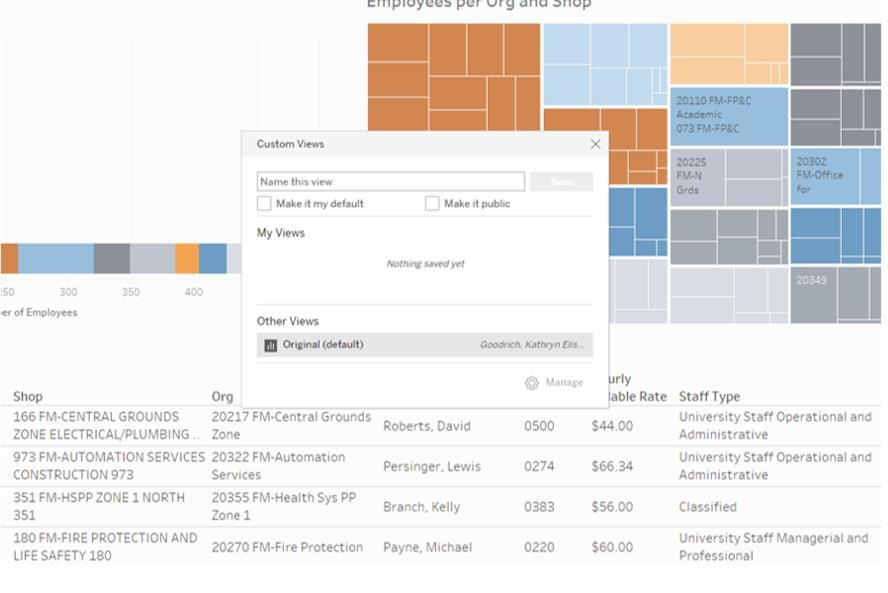 Employees per Org and Shop
20110 FM-FP&C
Academic
073 FM-FP&C
20225
FM-N
Grds
20302
FM-Office
for
20349
Custom Views
Name this view
Save
Make it my default
Make it public
My Views
Nothing saved yet
Other Views
Original (default) Goodrich, Kathryn Elis...
Manage
250 300 350 400
er of Employees
Shop Org urly
lable Rate Staff Type
166 FM-CENTRAL GROUNDS
ZONE ELECTRICAL/PLUMBING .. 20217 FM-Central Grounds
Zone Roberts, David 0500 $44.00 University Staff Operational and
Administrative
973 FM-AUTOMATION SERVICES
CONSTRUCTION 973 20322 FM-Automation
Services Persinger, Lewis 0274 $66.34 University Staff Operational and
Administrative
351 FM-HSPP ZONE 1 NORTH
351 20355 FM-Health Sys PP
Zone 1 Branch, Kelly 0383 $56.00 Classified
180 FM-FIRE PROTECTION AND
LIFE SAFETY 180 20270 FM-Fire Protection Payne, Michael 0220 $60.00 University Staff Managerial and
Professional